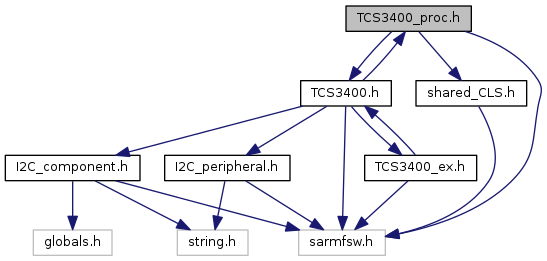 TCS3400_proc.h
TCS3400.h
shared_CLS.h
I2C_component.h
I2C_peripheral.h
TCS3400_ex.h
globals.h
string.h
sarmfsw.h